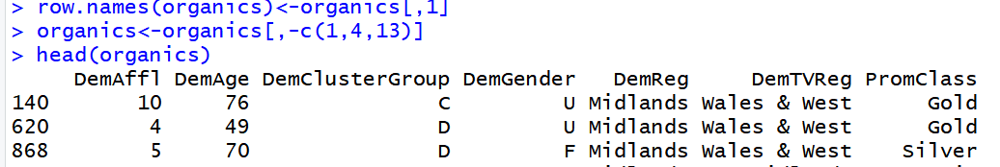 > row.names(organics)<-organics[,1]
> organics<-organics[,-c(1,4,13)]
> head(organics)
DemAffl DemAge DemClusterGroup DemGender DemReg DemTVReg PromClass
140 10 76 C U Midlands Wales & West Gold
620 4 49 D U Midlands Wales & West Gold
868 5 70 D F Midlands Wales & West Silver